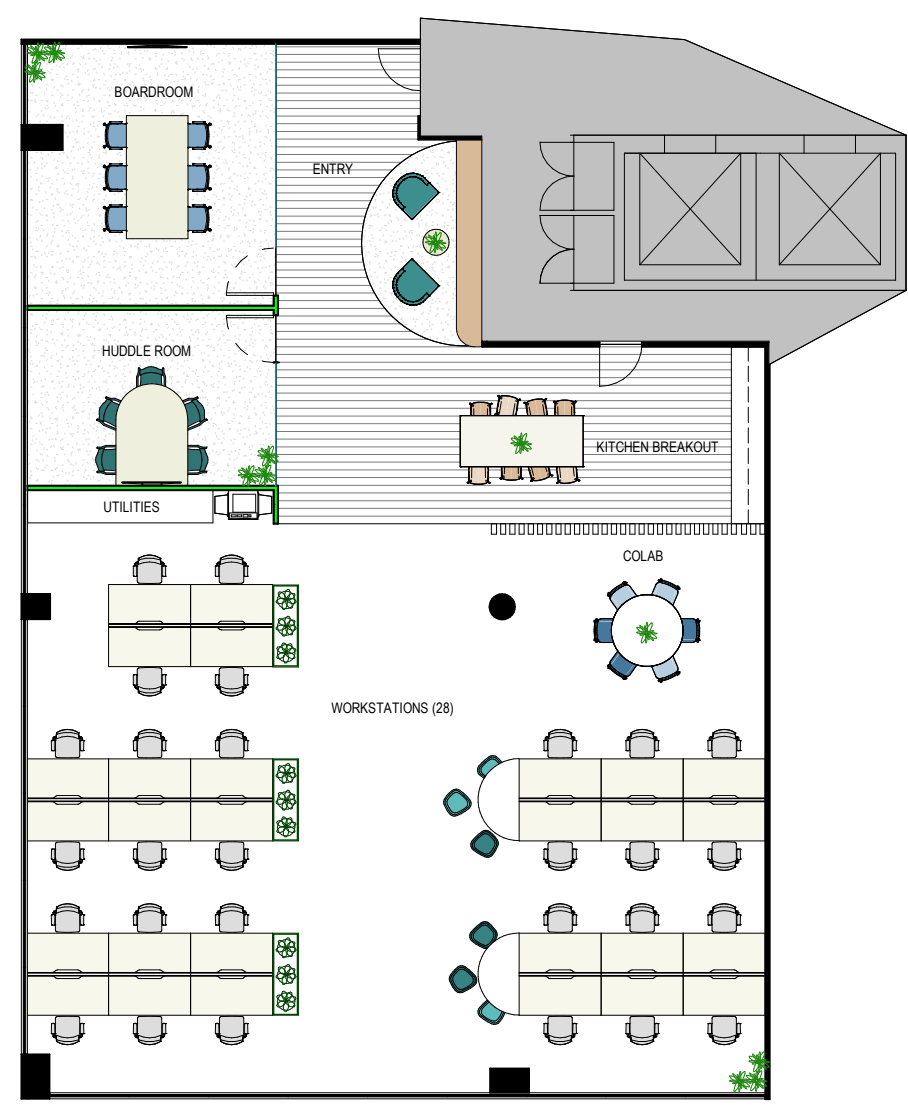 BOARDROOM
ENTRY
HUDDLE ROOM
KITCHEN BREAKOUT
UTILITIES
COLAB
WORKSTATIONS (28)